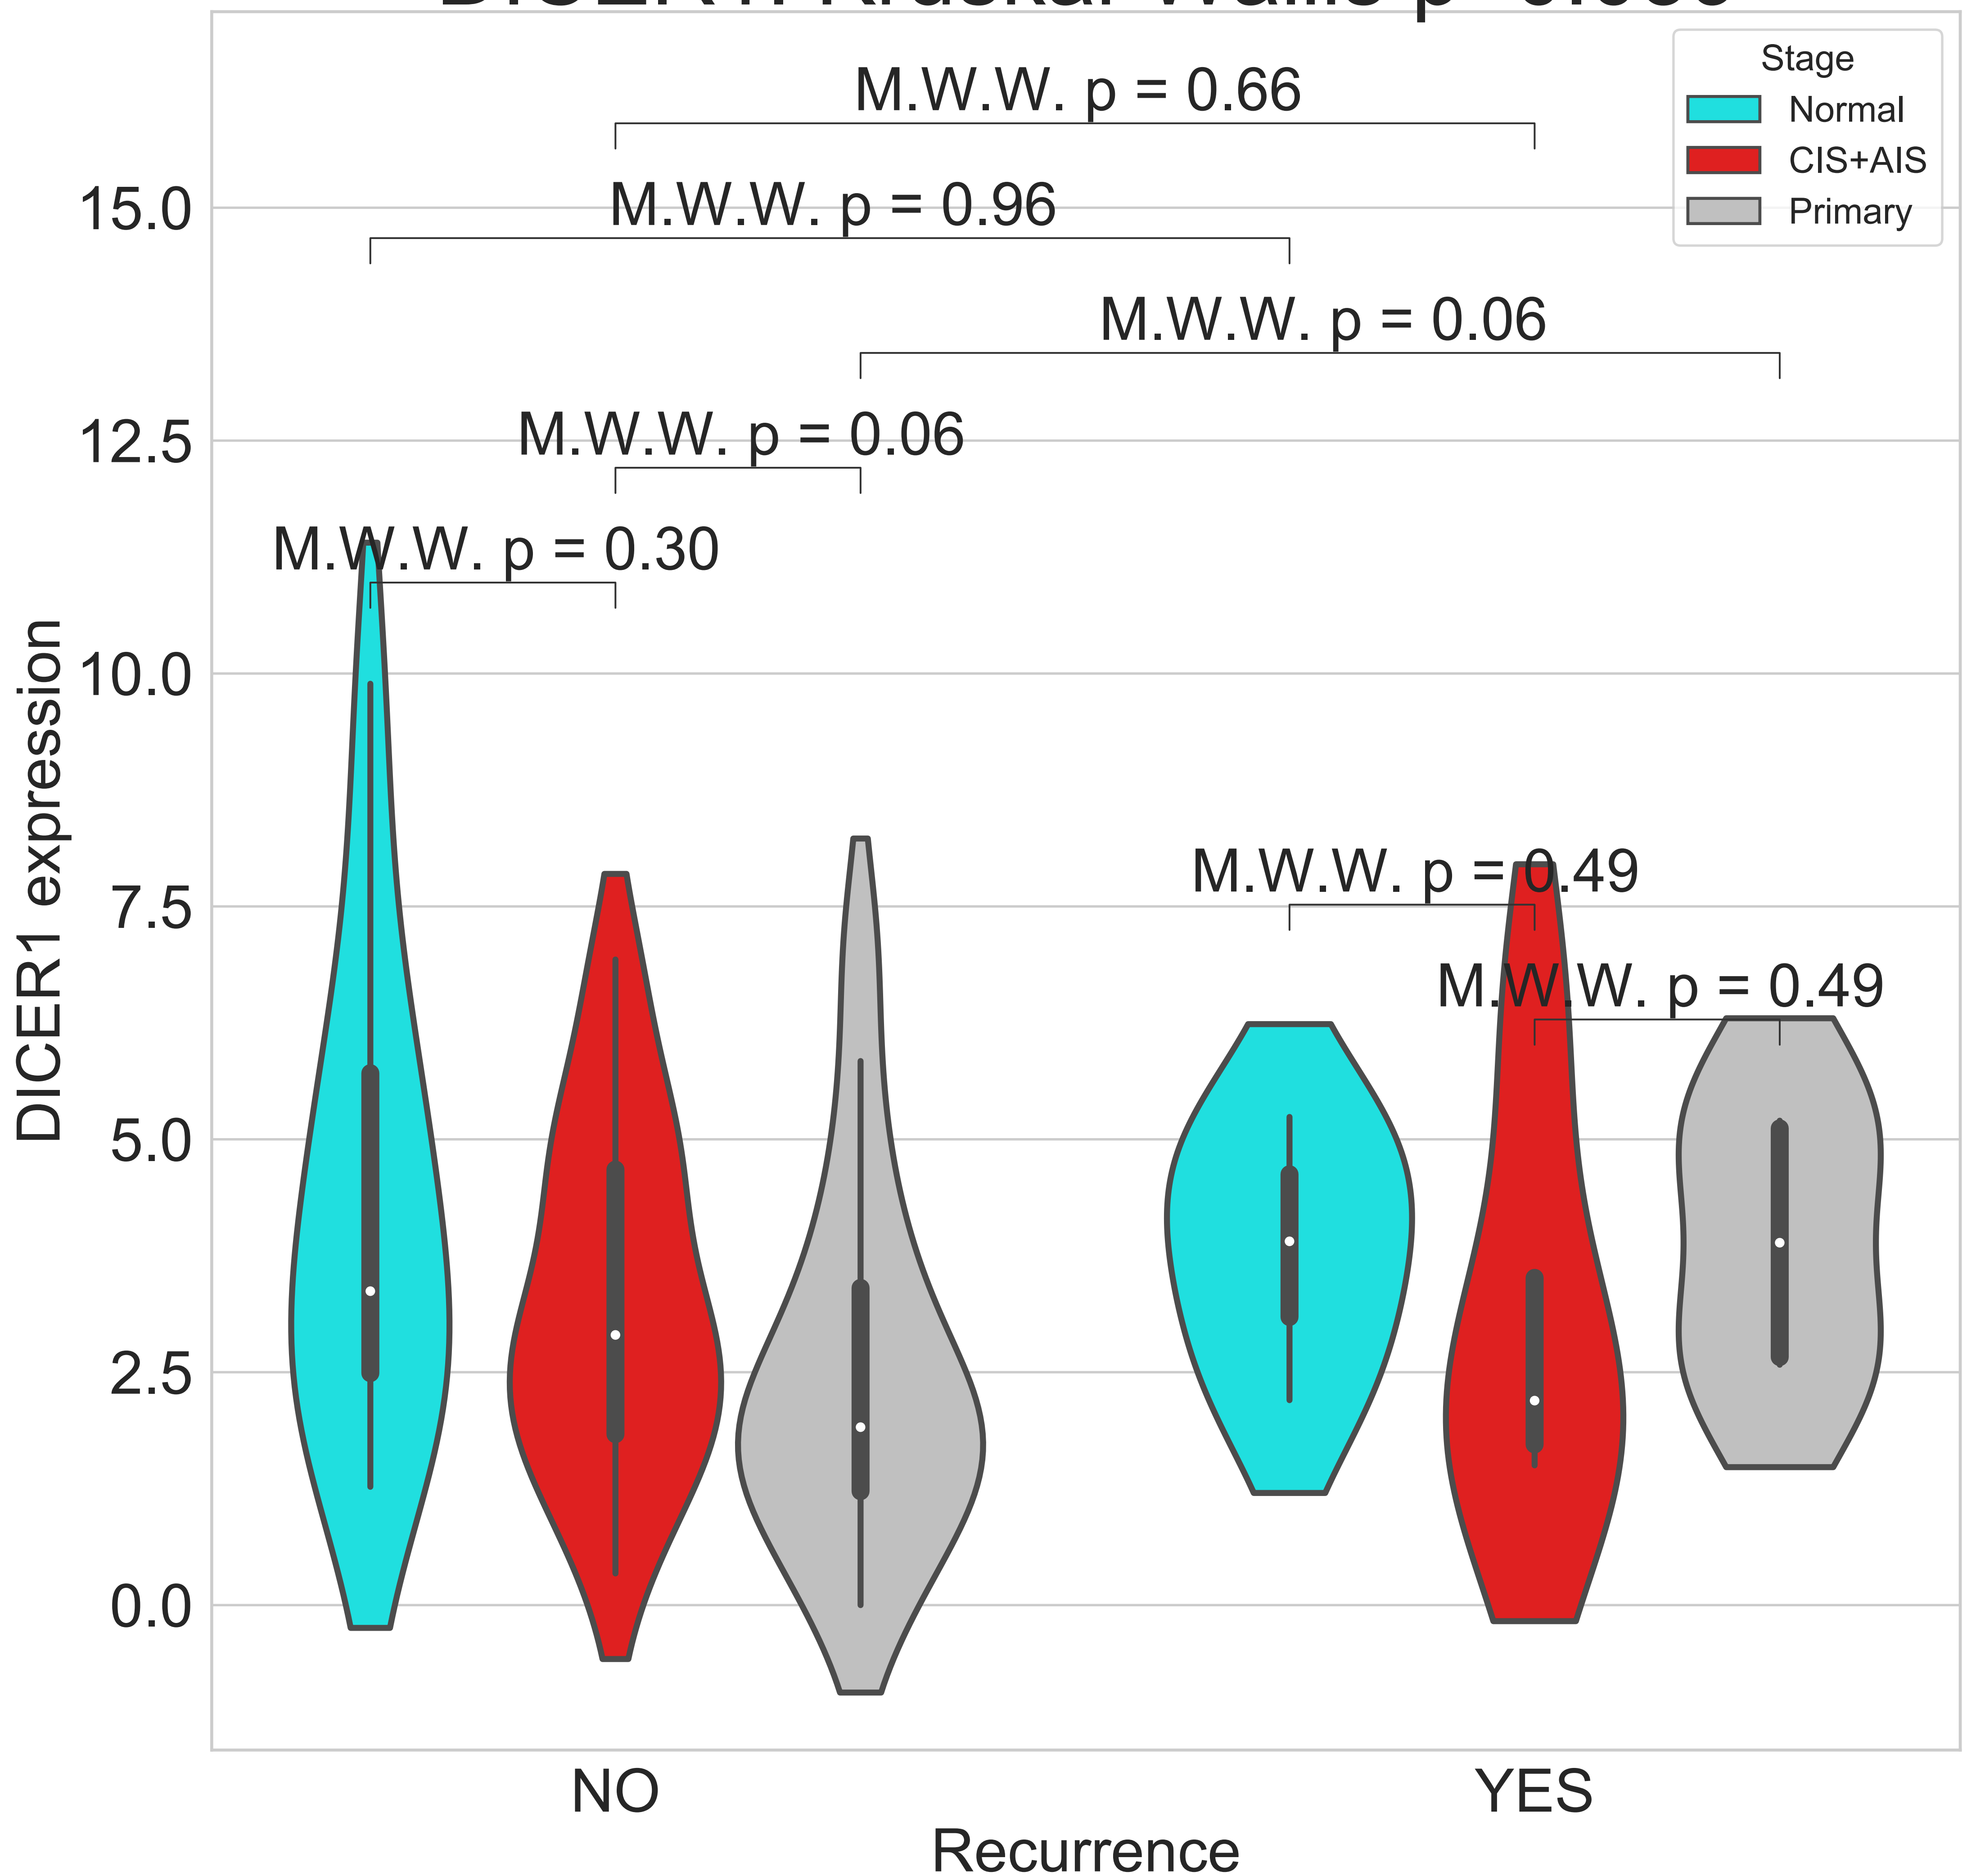 Stage
Normal
CIS+AIS
Primary
M.W.W. p = 0.66
M.W.W. p = 0.96
M.W.W. p = 0.06
M.W.W. p = 0.06
M.W.W. p = 0.30
M.W.W. p = 0.49
M.W.W. p = 0.49
15.0
12.5
10.0
7.5
5.0
2.5
0.0
DICER1 expression
NO
YES
Recurrence